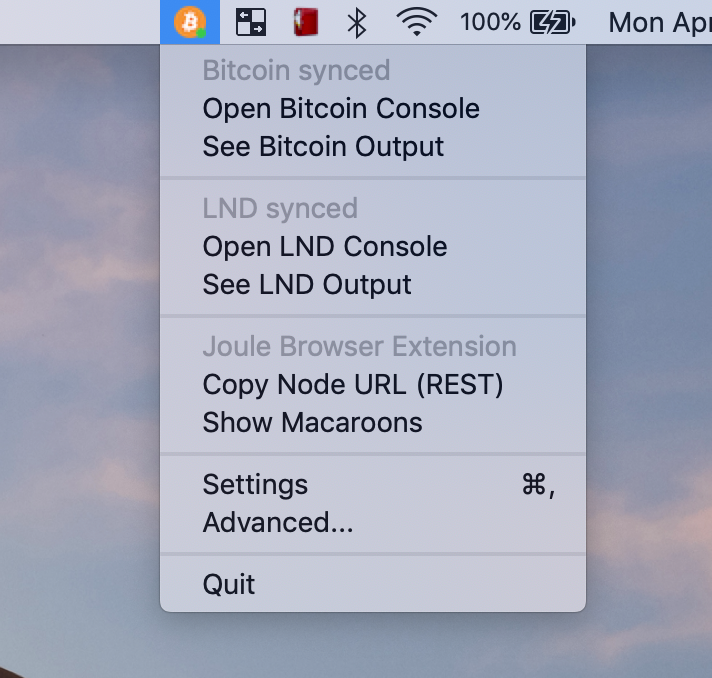 100% Mon Apr
Bitcoin synced
Open Bitcoin Console
See Bitcoin Output
LND synced
Open LND Console
See LND Output
Joule Browser Extension
Copy Node URL (REST)
Show Macaroons
Settings ⌘,
Advanced...
Quit